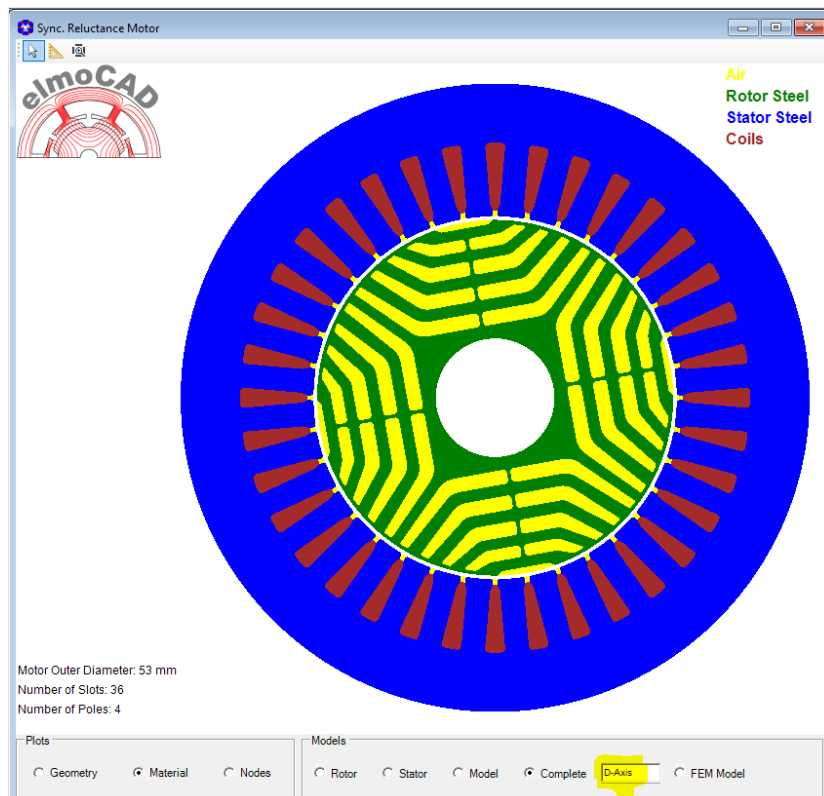 Sync. Reluctance Motor
elmoCAD
Air
Rotor Steel
Stator Steel
Coils
Motor Outer Diameter: 53 mm
Number of Slots: 36
Number of Poles: 4
Plots
Geometry Material Nodes
Models
Rotor Stator Model Complete D-Axis FEM Model